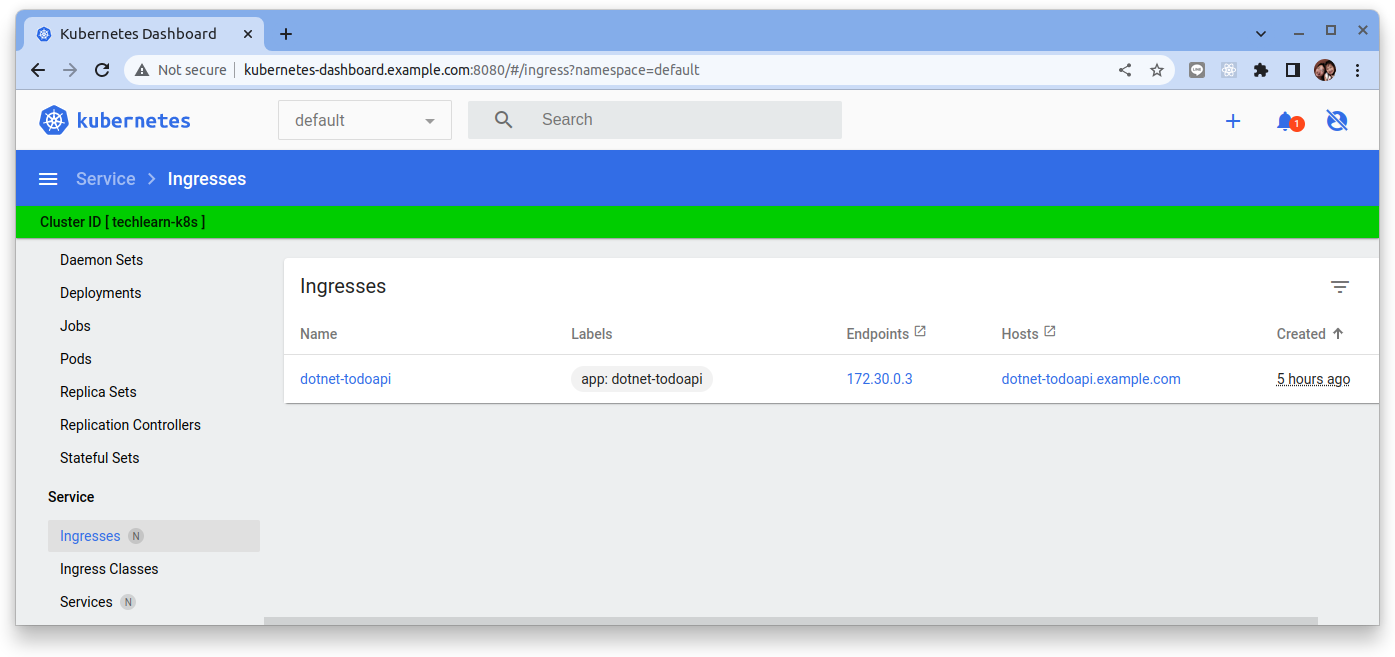 Kubernetes Dashboard
Not secure kubernetes-dashboard.example.com:8080/#/ingress?namespace=default
kubernetes default Search 1
Service Ingresses
Cluster ID [ techlearn-k8s ]
Daemon Sets
Deployments
Jobs
Pods
Replica Sets
Replication Controllers
Stateful Sets
Service
Ingresses N
Ingress Classes
Services N
Ingresses
Name Labels Endpoints Hosts Created
dotnet-todoapi app: dotnet-todoapi 172.30.0.3 dotnet-todoapi.example.com 5 hours ago